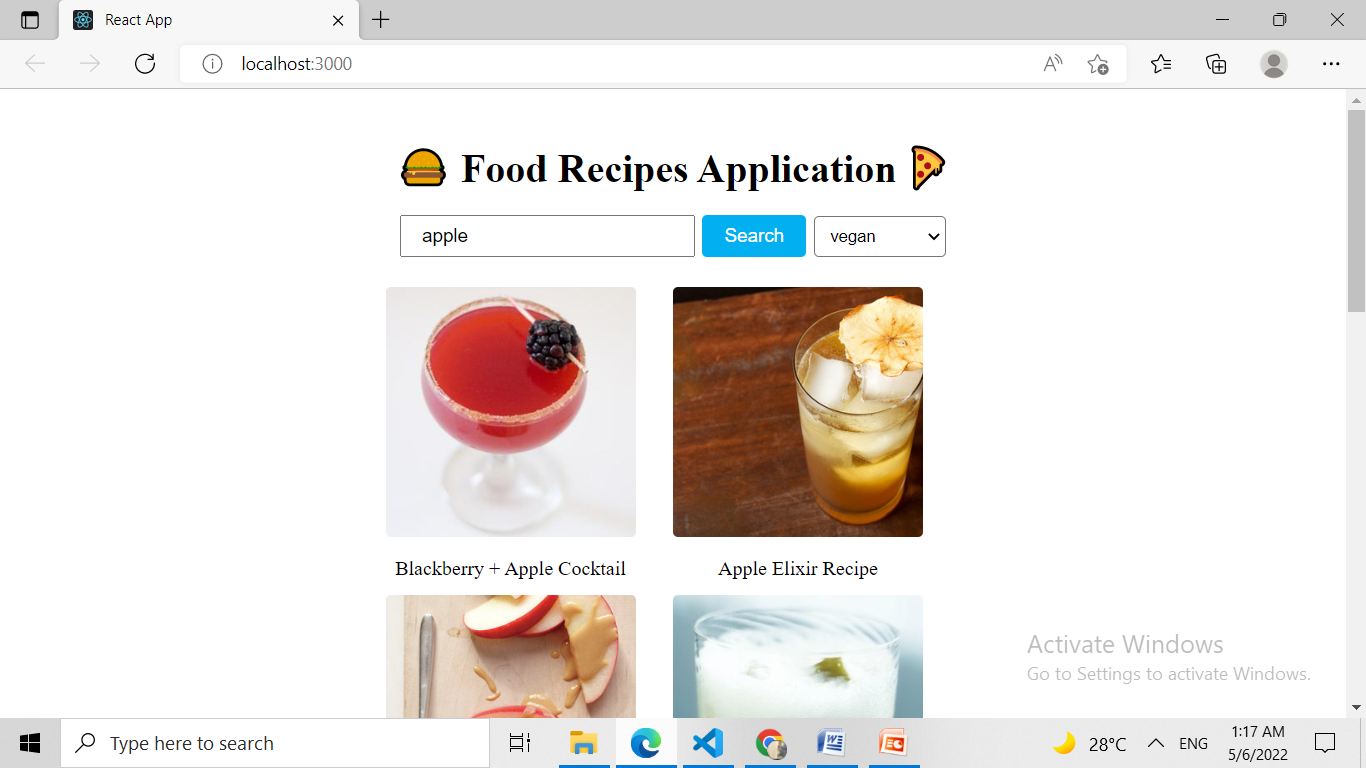 React App
localhost:3000
Food Recipes Application
apple
Search
vegan
Blackberry + Apple Cocktail
Apple Elixir Recipe
Activate Windows
Go to Settings to activate Windows.
Type here to search
28°C
ENG
1:17 AM
5/6/2022